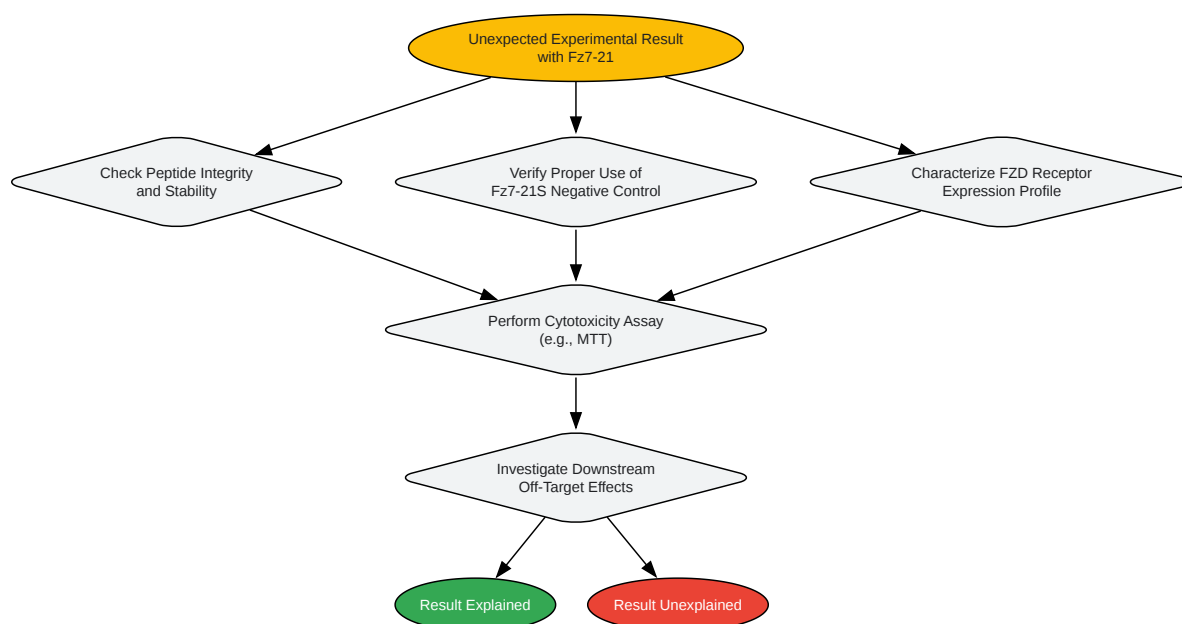 Unexpected Experimental Result
with Fz7-21
Check Peptide Integrity
and Stability
Verify Proper Use of
Fz7-21S Negative Control
Characterize FZD Receptor
Expression Profile
Perform Cytotoxicity Assay
(e.g., MTT)
Investigate Downstream
Off-Target Effects
Result Explained
Result Unexplained